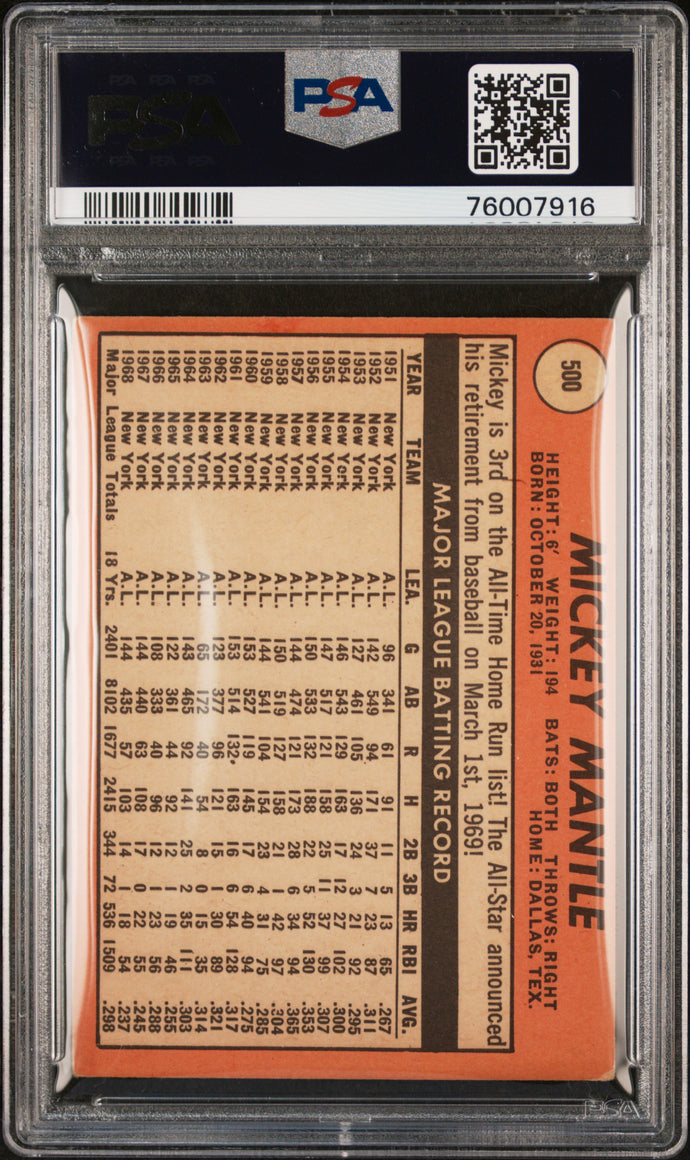 PSA PSA PSA
PSA
PSA PSA PSA
PSA
76007916
500
MICKEY MANTLE
HEIGHT: 6' WEIGHT: 194 BATS: BOTH THROWS: RIGHT
BORN: OCTOBER 20, 1931 HOME: DALLAS, TEX.
Mickey is 3rd on the All-Time Home Run list! The All-Star announced
his retirement from baseball on March 1st, 1969!
MAJOR LEAGUE BATTING RECORD
YEAR TEAM LEA. G AB R H 2B 3B HR RBI AVG.
1951 New York A.L. 96 341 61 91 11 5 13 65 .267
1952 New York A.L. 142 549 94 171 37 7 23 87 .311
1953 New York A.L. 127 461 105 136 24 3 21 92 .295
1954 New York A.L. 146 543 129 163 17 12 27 102 .300
1955 New York A.L. 147 517 121 158 25 11 37 99 .307
1956 New York A.L. 150 533 132 188 22 5 52 130 .353
1957 New York A.L. 144 474 121 173 28 6 34 94 .365
1958 New York A.L. 150 519 127 158 21 1 42 97 .304
1959 New York A.L. 144 541 104 154 23 4 31 75 .285
1960 New York A.L. 153 527 119 145 17 6 40 94 .275
1961 New York A.L. 153 514 132 163 16 6 54 128 .317
1962 New York A.L. 123 377 96 121 15 1 30 89 .321
1963 New York A.L. 65 172 40 54 8 0 15 35 .314
1964 New York A.L. 143 465 92 141 25 2 35 111 .303
1965 New York A.L. 122 361 44 92 12 1 19 46 .255
1966 New York A.L. 108 333 40 96 12 1 23 56 .288
1967 New York A.L. 144 440 63 108 17 0 22 55 .245
1968 New York A.L. 144 435 57 103 14 1 18 54 .237
Major League Totals 18 Yrs. 2401 8102 1677 2415 344 72 536 1509 .298
PSA